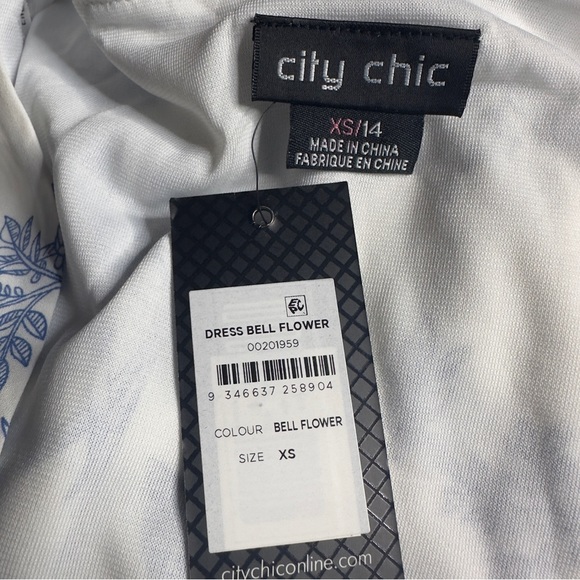 city chic
XS/14
MADE IN CHINA
FABRIQUE EN CHINE
DRESS BELL FLOWER
00201959
9 346637 258904
COLOUR BELL FLOWER
SIZE XS
citychiconline.com